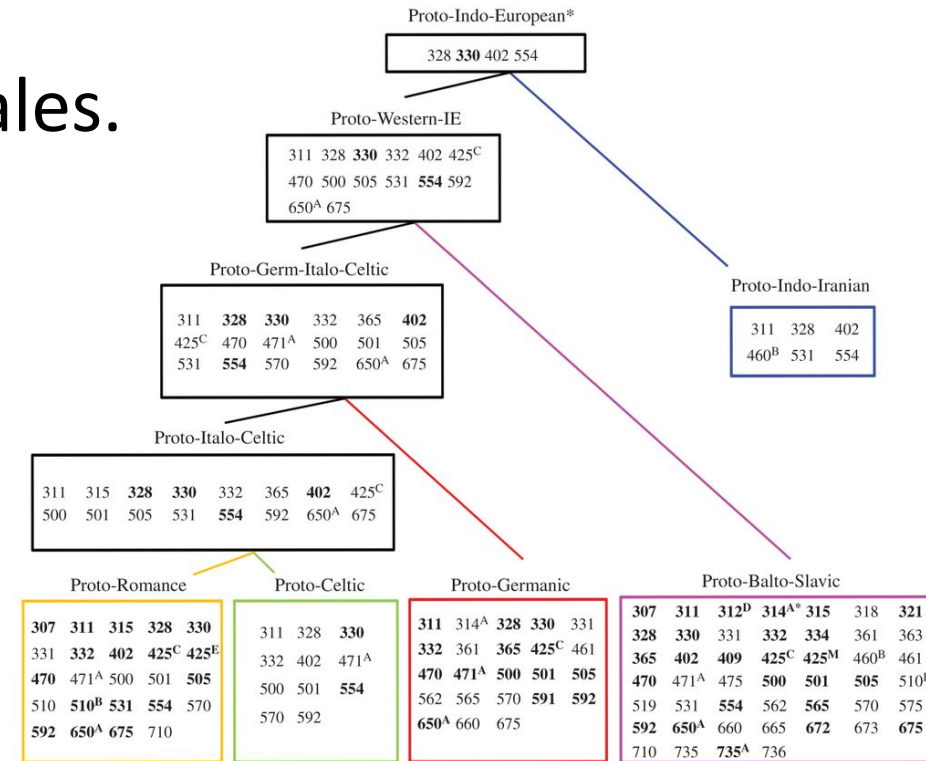 ales.
Proto-Indo-European*
328 330 402 554
Proto-Western-IE
311 328 330 332 402 425C
470 500 505 531 554 592
650A 675
Proto-Germ-Italo-Celtic
311 328 330 332 365 402
425C 470 471A 500 501 505
531 554 570 592 650A 675
Proto-Indo-Iranian
311 328 402
460B 531 554
Proto-Italo-Celtic
311 315 328 330 332 365 402 425C
500 501 505 531 554 592 650A 675
Proto-Romance
307 311 315 328 330
331 332 402 425C 425E
470 471A 500 501 505
510 510B 531 554 570
592 650A 675 710
Proto-Celtic
311 328 330
332 402 471A
500 501 554
570 592
Proto-Germanic
311 314A 328 330 331
332 361 365 425C 461
470 471A 500 501 505
562 565 570 591 592
650A 660 675
Proto-Balto-Slavic
307 311 312D 314A* 315 318 321
328 330 331 332 334 361 363
365 402 409 425C 425M 460B 461
470 471A 475 500 501 505
519 531 554 562 565 570 575
592 650A 660 665 672 673 675
710 735 735A 736